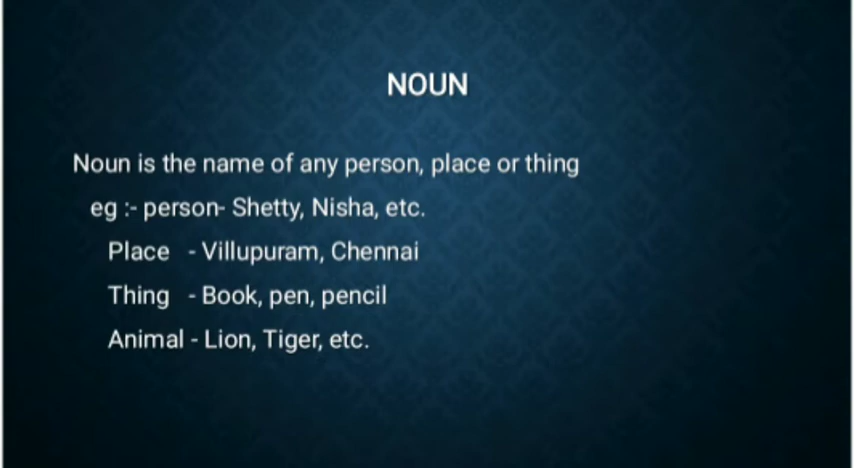 NOUN
Noun is the name of any person, place or thing
eg :- person- Shetty, Nisha, etc.
Place - Villupuram, Chennai
Thing - Book, pen, pencil
Animal - Lion, Tiger, etc.